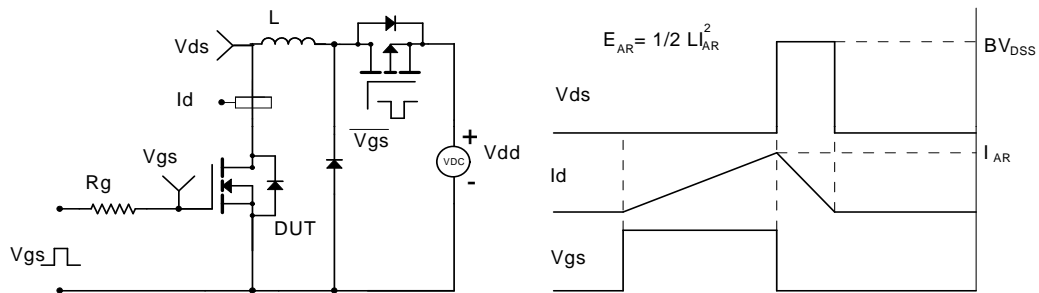 L
Vds
Id
Vgs
Vgs
Rg
DUT
Vgs
VDC
+
Vdd
-
E_AR = 1/2 LI_AR^2
BV_DSS
Vds
I_AR
Id
Vgs